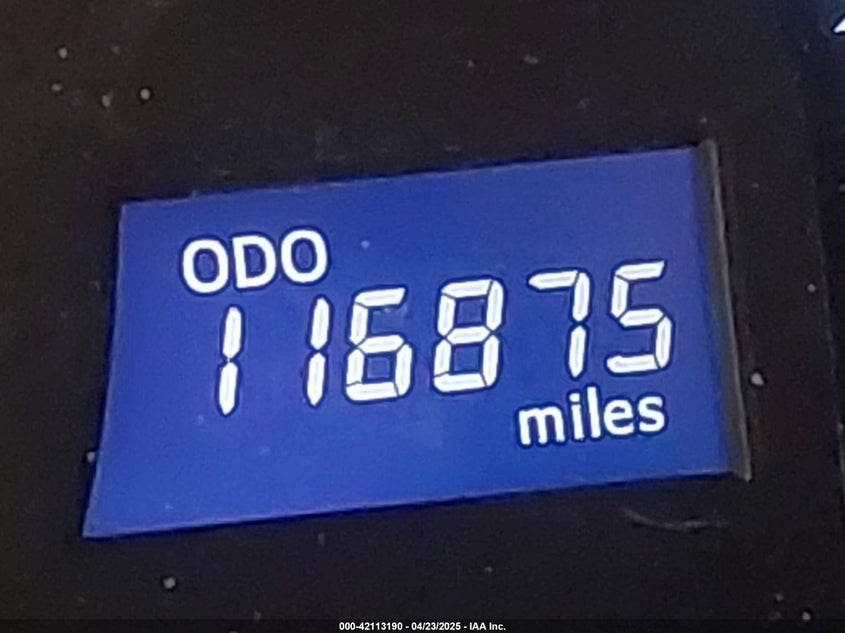 ODO
116875
miles
000-42113190 - 04/23/2025 - IAA Inc.